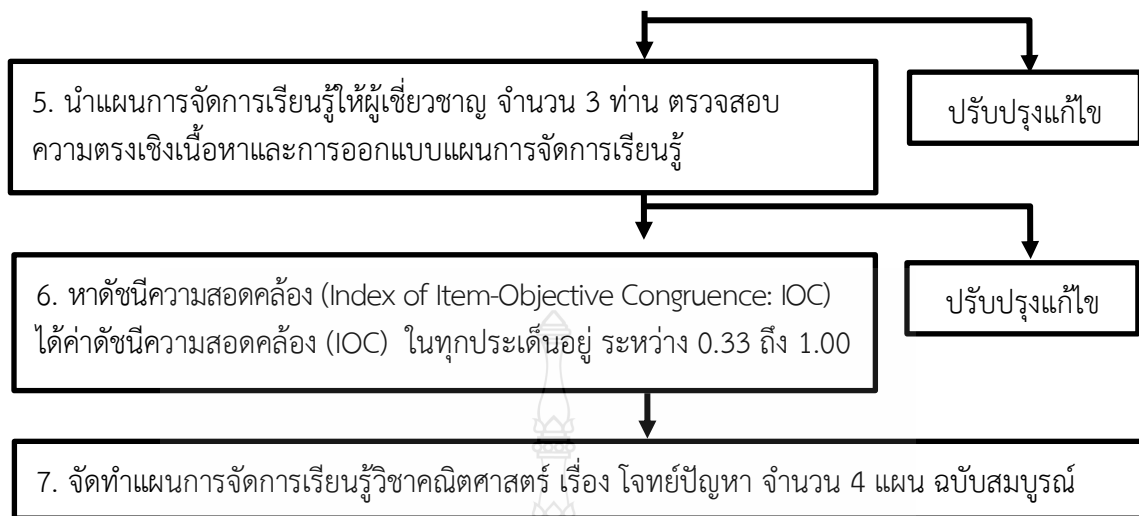 5. นำแผนการจัดการเรียนรู้ให้ผู้เชี่ยวชาญ จำนวน 3 ท่าน ตรวจสอบ
ความตรงเชิงเนื้อหาและการออกแบบแผนการจัดการเรียนรู้
ปรับปรุงแก้ไข
6. หาดัชนีความสอดคล้อง (Index of Item-Objective Congruence: IOC)
ได้ค่าดัชนีความสอดคล้อง (IOC) ในทุกประเด็นอยู่ ระหว่าง 0.33 ถึง 1.00
ปรับปรุงแก้ไข
7. จัดทำแผนการจัดการเรียนรู้วิชาคณิตศาสตร์ เรื่อง โจทย์ปัญหา จำนวน 4 แผน ฉบับสมบูรณ์